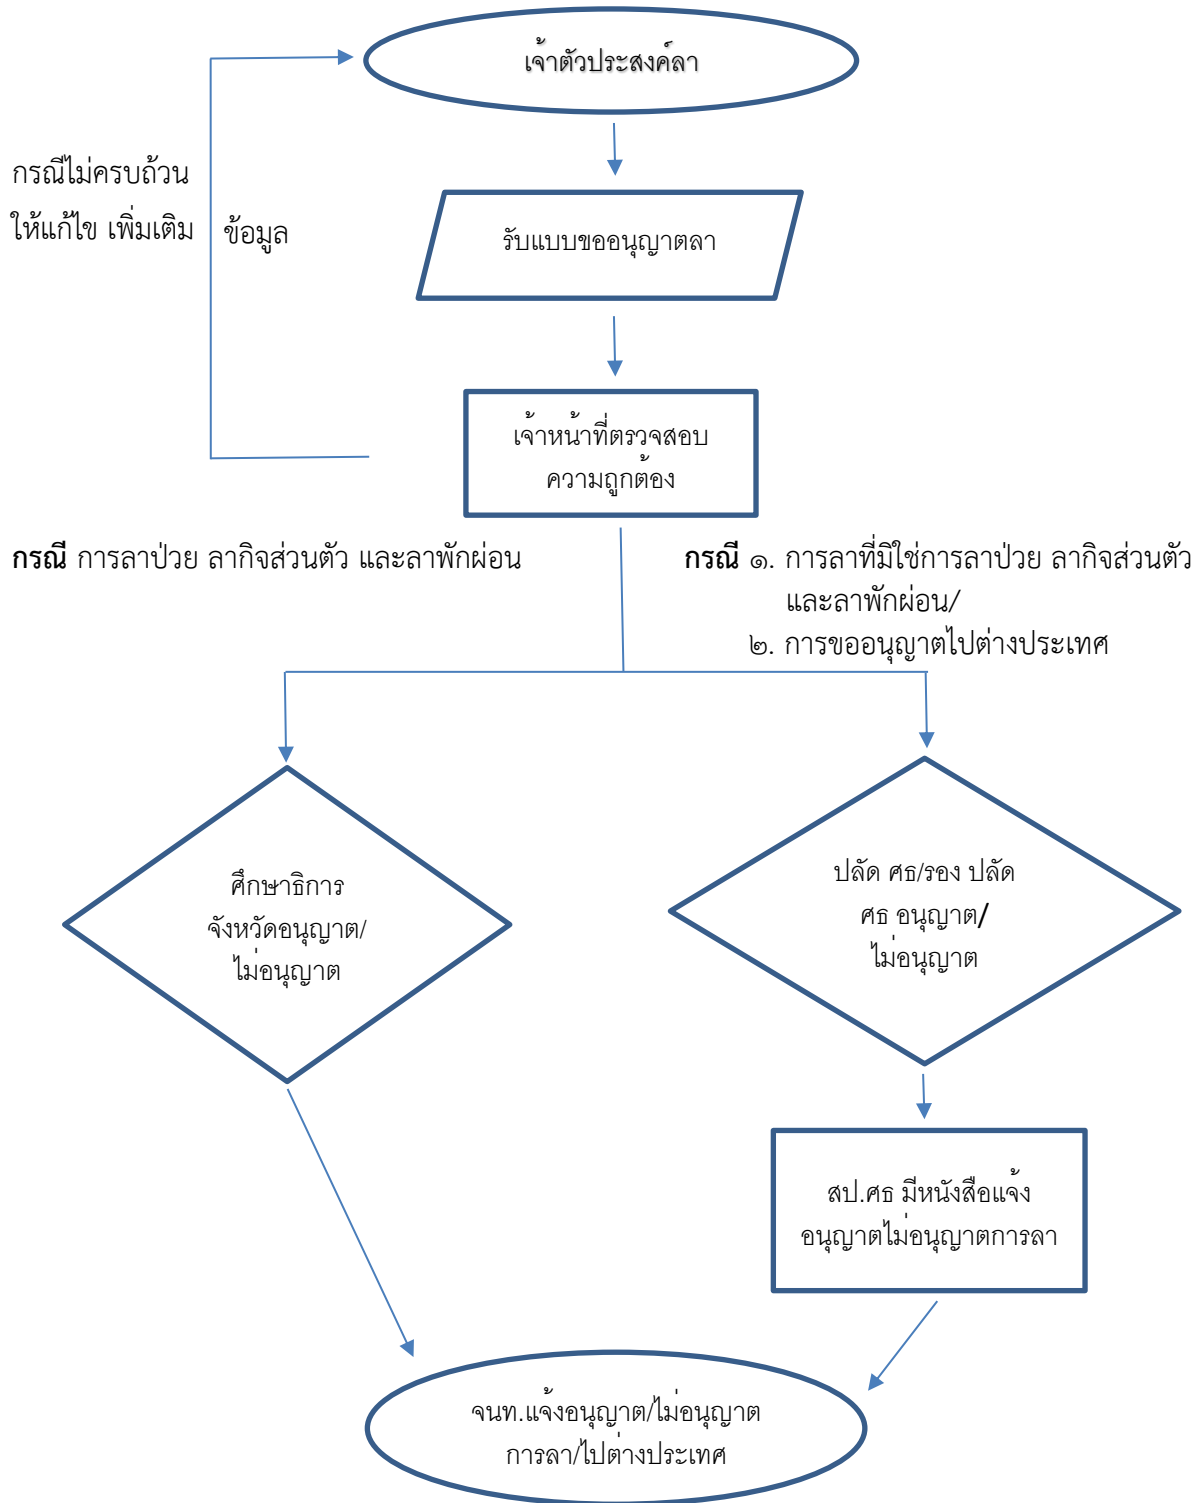 เจ้าตัวประสงค์ลา
กรณีไม่ครบถ้วน
ให้แก้ไข เพิ่มเติม ข้อมูล
รับแบบขออนุญาตลา
เจ้าหน้าที่ตรวจสอบ
ความถูกต้อง
กรณี การลาป่วย ลากิจส่วนตัว และลาพักผ่อน
กรณี ๑. การลาที่มิใช่การลาป่วย ลากิจส่วนตัว
และลาพักผ่อน/
๒. การขออนุญาตไปต่างประเทศ
ศึกษาธิการ
จังหวัดอนุญาต/
ไม่อนุญาต
ปลัด ศธ/รอง ปลัด
ศธ อนุญาต/
ไม่อนุญาต
สป.ศธ มีหนังสือแจ้ง
อนุญาตไม่อนุญาตการลา
จนท.แจ้งอนุญาต/ไม่อนุญาต
การลา/ไปต่างประเทศ